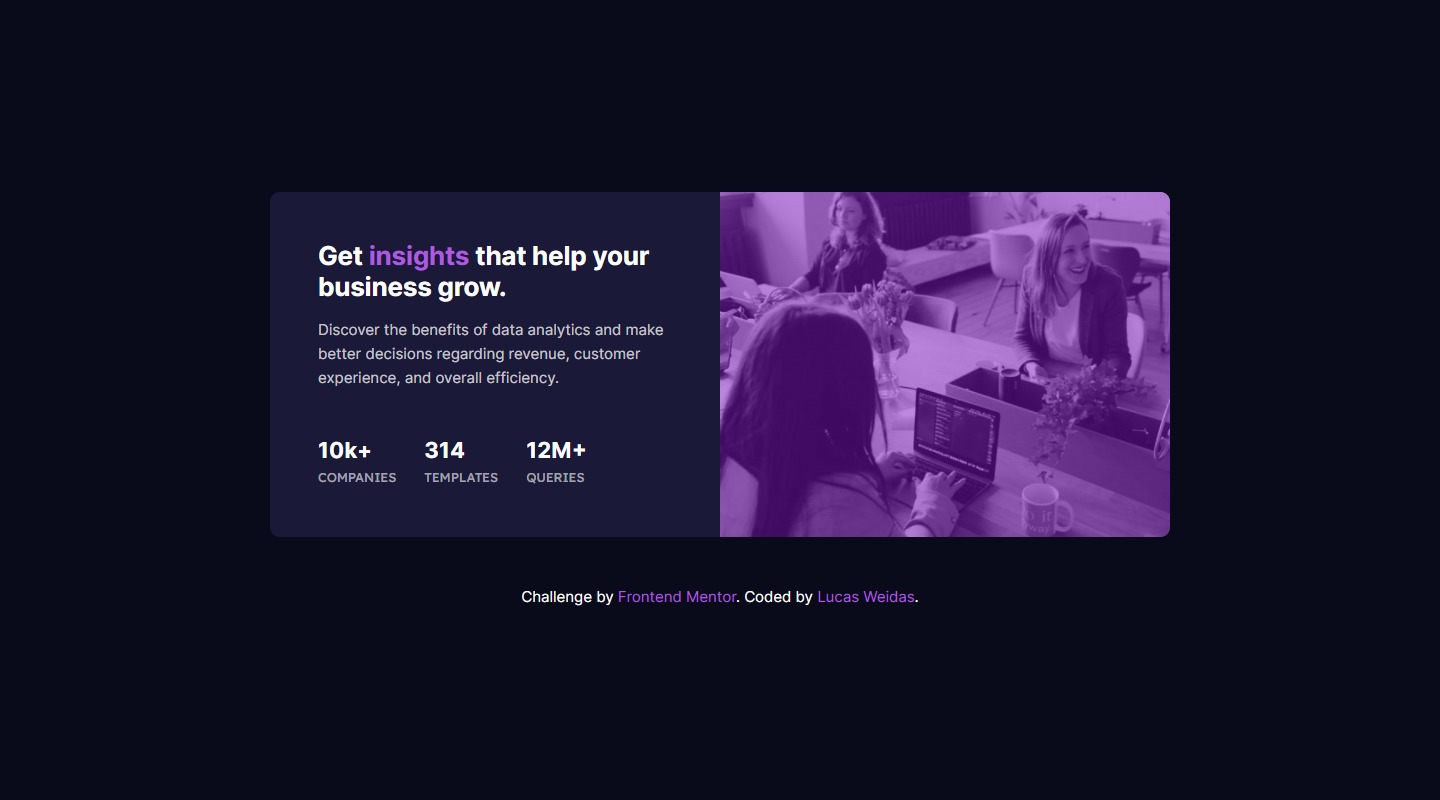 Get insights that help your
business grow.
Discover the benefits of data analytics and make
better decisions regarding revenue, customer
experience, and overall efficiency.
10k+ 314 12M+
COMPANIES TEMPLATES QUERIES
Challenge by Frontend Mentor. Coded by Lucas Weidas.